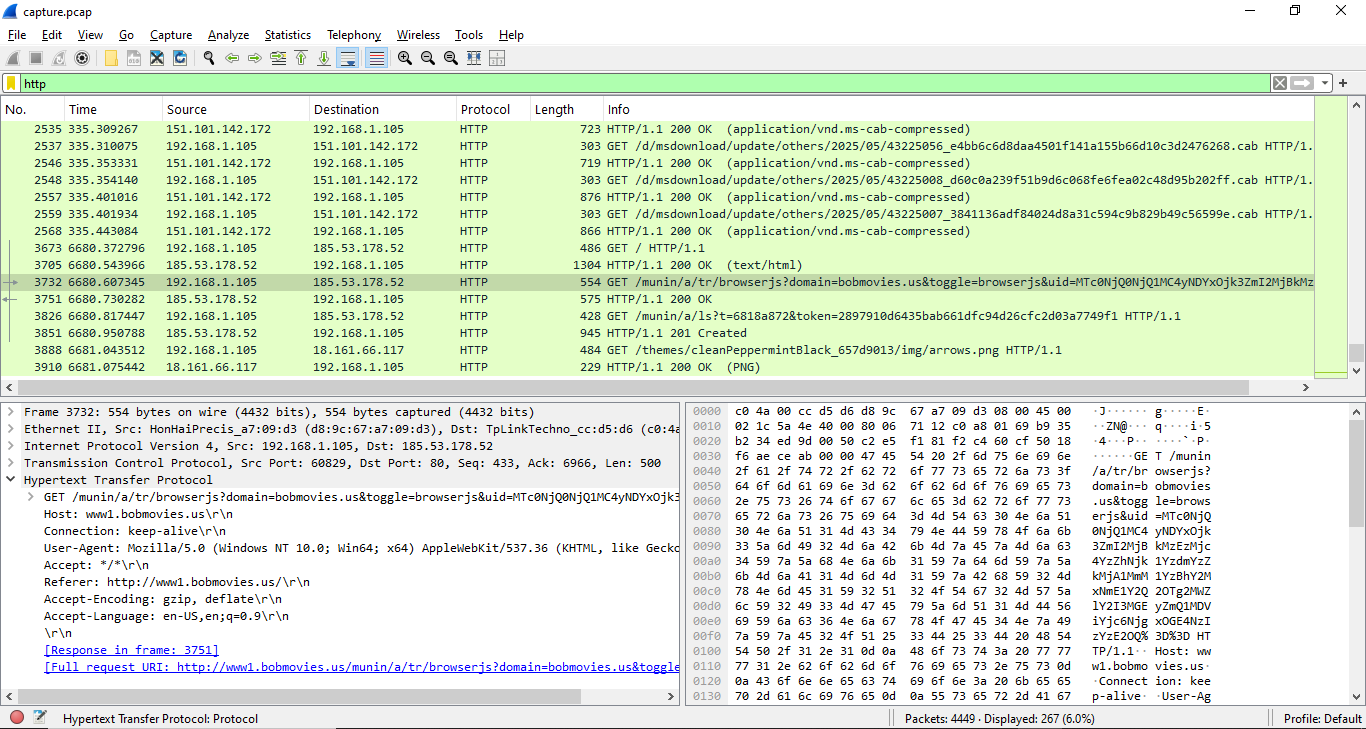 capture.pcap
File Edit View Go Capture Analyze Statistics Telephony Wireless Tools Help
http
No. Time Source Destination Protocol Length Info
2535 335.309267 151.101.142.172 192.168.1.105 HTTP 723 HTTP/1.1 200 OK (application/vnd.ms-cab-compressed)
2537 335.310075 192.168.1.105 151.101.142.172 HTTP 303 GET /d/msdownload/update/others/2025/05/43225056_e4bb6c6d8daa4501f141a155b66d10c3d2476268.cab HTTP/1.
2546 335.353331 151.101.142.172 192.168.1.105 HTTP 719 HTTP/1.1 200 OK (application/vnd.ms-cab-compressed)
2548 335.354140 192.168.1.105 151.101.142.172 HTTP 303 GET /d/msdownload/update/others/2025/05/43225008_d60c0a239f51b9d6c068fe6fea02c48d95b202ff.cab HTTP/1.
2557 335.401016 151.101.142.172 192.168.1.105 HTTP 876 HTTP/1.1 200 OK (application/vnd.ms-cab-compressed)
2559 335.401934 192.168.1.105 151.101.142.172 HTTP 303 GET /d/msdownload/update/others/2025/05/43225007_3841136adf84024d8a31c594c9b829b49c56599e.cab HTTP/1.
2568 335.443084 151.101.142.172 192.168.1.105 HTTP 866 HTTP/1.1 200 OK (application/vnd.ms-cab-compressed)
3673 6680.372796 192.168.1.105 185.53.178.52 HTTP 486 GET / HTTP/1.1
3705 6680.543966 185.53.178.52 192.168.1.105 HTTP 1304 HTTP/1.1 200 OK (text/html)
3732 6680.607345 192.168.1.105 185.53.178.52 HTTP 554 GET /munin/a/tr/browserjs?domain=bobmovies.us&toggle=browserjs&uid=MTc0NjQ0NjQ1MC4yNDYxOjk3ZmI2MjBkMz
3751 6680.730282 185.53.178.52 192.168.1.105 HTTP 575 HTTP/1.1 200 OK
3826 6680.817447 192.168.1.105 185.53.178.52 HTTP 428 GET /munin/a/ls?t=6818a872&token=2897910d6435bab661dfc94d26cfc2d03a7749f1 HTTP/1.1
3851 6680.950788 185.53.178.52 192.168.1.105 HTTP 945 HTTP/1.1 201 Created
3888 6681.043512 192.168.1.105 18.161.66.117 HTTP 484 GET /themes/cleanPeppermintBlack_657d9013/img/arrows.png HTTP/1.1
3910 6681.075442 18.161.66.117 192.168.1.105 HTTP 229 HTTP/1.1 200 OK (PNG)
Frame 3732: 554 bytes on wire (4432 bits), 554 bytes captured (4432 bits)
Ethernet II, Src: HonHaiPrecis_a7:09:d3 (d8:9c:67:a7:09:d3), Dst: TpLinkTechno_cc:d5:d6 (c0:4a
Internet Protocol Version 4, Src: 192.168.1.105, Dst: 185.53.178.52
Transmission Control Protocol, Src Port: 60829, Dst Port: 80, Seq: 433, Ack: 6966, Len: 500
Hypertext Transfer Protocol
GET /munin/a/tr/browserjs?domain=bobmovies.us&toggle=browserjs&uid=MTc0NjQ0NjQ1MC4yNDYxOjk3
Host: www1.bobmovies.us\r\n
Connection: keep-alive\r\n
User-Agent: Mozilla/5.0 (Windows NT 10.0; Win64; x64) AppleWebKit/537.36 (KHTML, like Gecko
Accept: */*\r\n
Referer: http://www1.bobmovies.us/\r\n
Accept-Encoding: gzip, deflate\r\n
Accept-Language: en-US,en;q=0.9\r\n
\r\n
[Response in frame: 3751]
[Full request URI: http://www1.bobmovies.us/munin/a/tr/browserjs?domain=bobmovies.us&toggle
0000 c0 4a 00 cc d5 d6 d8 9c 67 a7 09 d3 08 00 45 00 ·J······ g·····E·
0010 02 1c 5a 4e 40 00 80 06 71 12 c0 a8 01 69 b9 35 ··ZN@··· q····i·5
0020 b2 34 ed 9d 00 50 c2 e5 f1 81 f2 c4 60 cf 50 18 ·4···P·· ····`·P·
0030 f6 ae ce ab 00 00 47 45 54 20 2f 6d 75 6e 69 6e ······GE T /munin
0040 2f 61 2f 74 72 2f 62 72 6f 77 73 65 72 6a 73 3f /a/tr/br owserjs?
0050 64 6f 6d 61 69 6e 3d 62 6f 62 6d 6f 76 69 65 73 domain=b obmovies
0060 2e 75 73 26 74 6f 67 67 6c 65 3d 62 72 6f 77 73 .us&togg le=brows
0070 65 72 6a 73 26 75 69 64 3d 4d 54 63 30 4e 6a 51 erjs&uid =MTc0NjQ
0080 30 4e 6a 51 31 4d 43 34 79 4e 44 59 78 4f 6a 6b 0NjQ1MC4 yNDYxOjk
0090 33 5a 6d 49 32 4d 6a 42 6b 4d 7a 45 7a 4d 6a 63 3ZmI2MjB kMzEzMjc
00a0 34 59 7a 5a 68 4e 6a 6b 31 59 7a 64 6d 59 7a 5a 4YzZhNjk 1YzdmYzZ
00b0 6b 4d 6a 41 31 4d 6d 4d 31 59 7a 42 68 59 32 4d kMjA1MmM 1YzBhY2M
00c0 78 4e 6d 45 31 59 32 51 32 4f 54 67 32 4d 57 5a xNmE1Y2Q 2OTg2MWZ
00d0 6c 59 32 49 33 4d 47 45 79 5a 6d 51 31 4d 44 56 lY2I3MGE yZmQ1MDV
00e0 69 59 6a 63 36 4e 6a 67 78 4f 47 45 34 4e 7a 49 iYjc6Njg xOGE4NzI
00f0 7a 59 7a 45 32 4f 51 25 33 44 25 33 44 20 48 54 zYzE2OQ% 3D%3D HT
0100 54 50 2f 31 2e 31 0d 0a 48 6f 73 74 3a 20 77 77 TP/1.1·· Host: ww
0110 77 31 2e 62 6f 62 6d 6f 76 69 65 73 2e 75 73 0d w1.bobmo vies.us·
0120 0a 43 6f 6e 6e 65 63 74 69 6f 6e 3a 20 6b 65 65 ·Connect ion: kee
0130 70 2d 61 6c 69 76 65 0d 0a 55 73 65 72 2d 41 67 p-alive· ·User-Ag
Hypertext Transfer Protocol: Protocol Packets: 4449 · Displayed: 267 (6.0%) Profile: Default